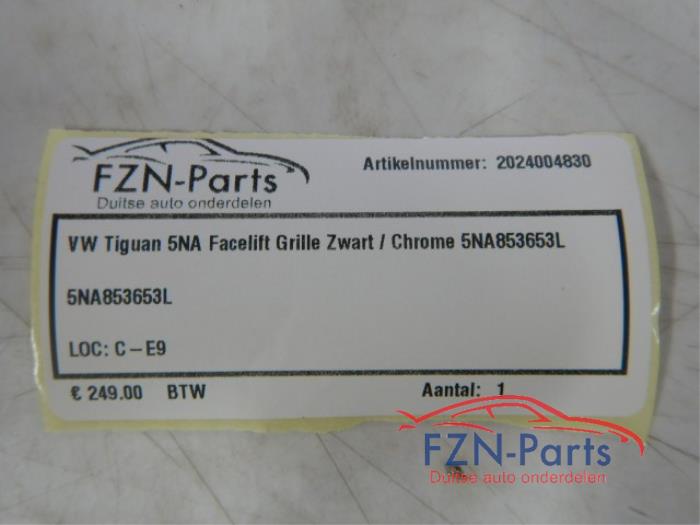 FZN-Parts
Duitse auto onderdelen
Artikelnummer: 2024004830
VW Tiguan 5NA Facelift Grille Zwart / Chrome 5NA853653L
5NA853653L
LOC: C - E9
€ 249.00 BTW
Aantal: 1
FZN-Parts
Duitse auto onderdelen